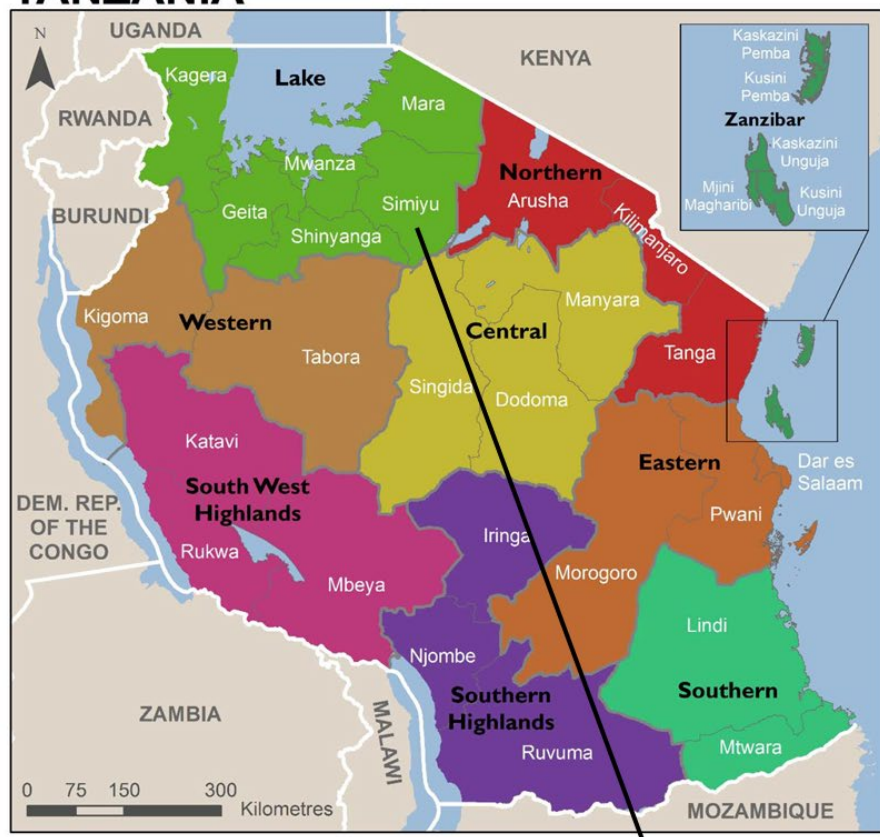 TANZANIA
UGANDA
KENYA
RWANDA
BURUNDI
N
Kagera
Lake
Mara
Mwanza
Geita
Simiyu
Shinyanga
Northern
Arusha
Kilimanjaro
Kaskazini
Pemba
Kusini
Pemba
Zanzibar
Kaskazini
Unguja
Mjini
Magharibi
Kusini
Unguja
Kigoma
Western
Tabora
Central
Manyara
Singida
Dodoma
Tanga
Katavi
South West
Highlands
Rukwa
Mbeya
Eastern
Dar es
Salaam
Pwani
Iringa
Morogoro
DEM. REP.
OF THE
CONGO
Njombe
Southern
Highlands
Ruvuma
Lindi
Southern
Mtwara
ZAMBIA
MALAWI
MOZAMBIQUE
0 75 150 300
Kilometres